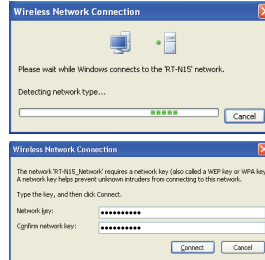 Wireless Network Connection
Please wait while Windows connects to the 'RT-N15' network.
Detecting network type...
Cancel
Wireless Network Connection
The network 'RT-N15_Network' requires a network key (also called a WEP key or WPA key
A network key helps prevent unknown intruders from connecting to this network.
Type the key, and then click Connect.
Network key:
Confirm network key:
Connect
Cancel